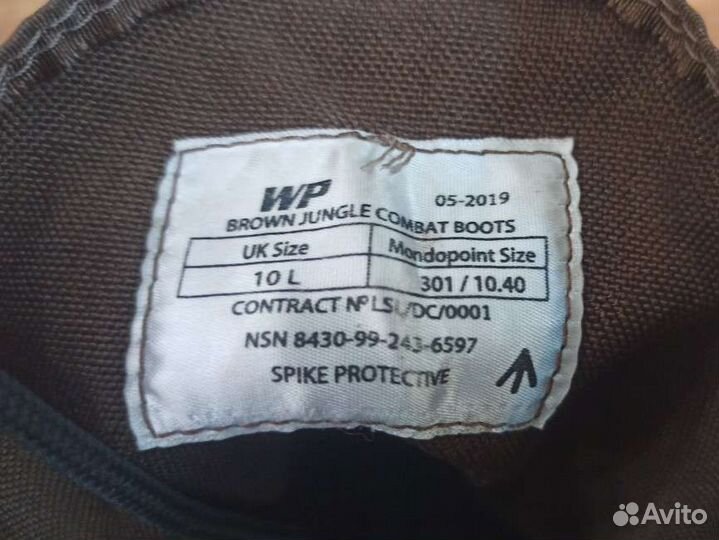 WP
05-2019
BROWN JUNGLE COMBAT BOOTS
UK Size Mondopoint Size
10 L 301 / 10.40
CONTRACT Nº LSL/DC/0001
NSN 8430-99-243-6597
SPIKE PROTECTIVE
Avito